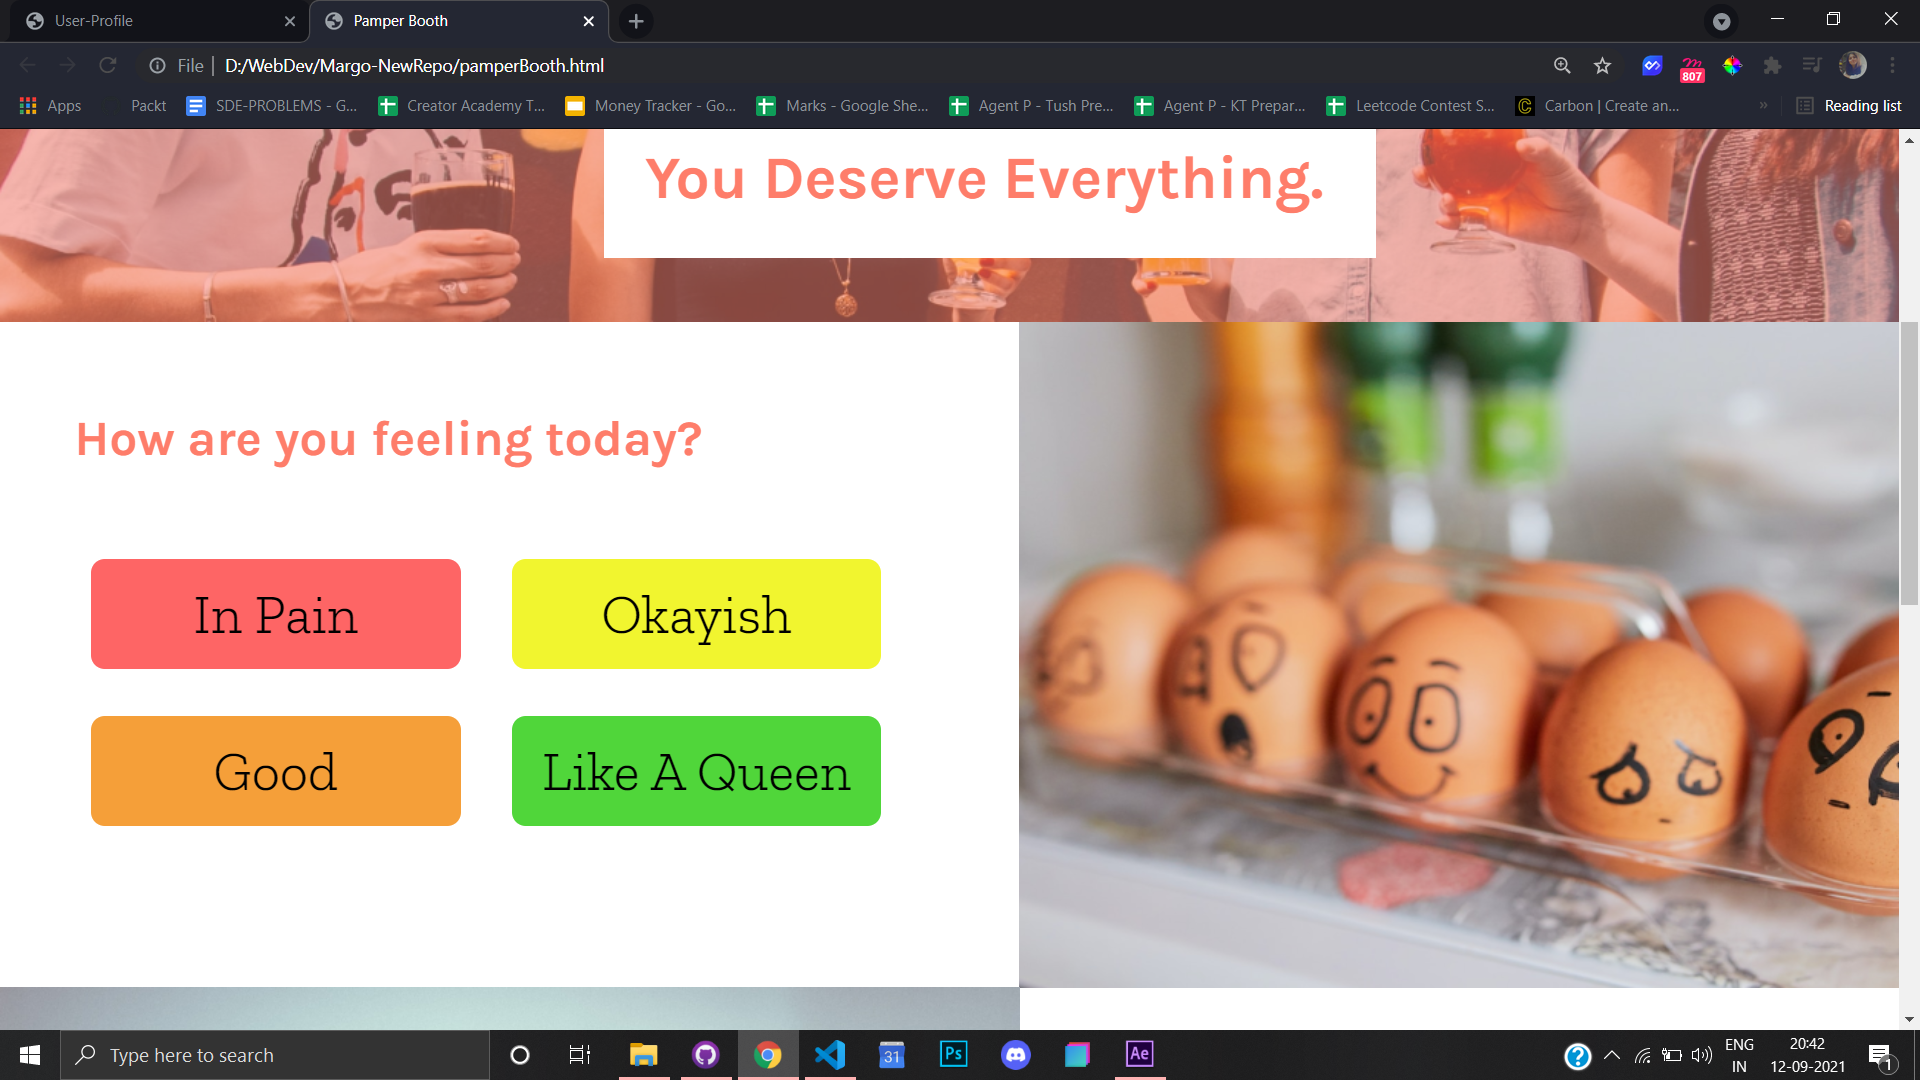 User-Profile
Pamper Booth
File
D:/WebDev/Margo-NewRepo/pamperBooth.html
807
Apps
Packt
SDE-PROBLEMS - G...
Creator Academy T...
Money Tracker - Go...
Marks - Google She...
Agent P - Tush Pre...
Agent P - KT Prepar...
Leetcode Contest S...
Carbon | Create an...
»
Reading list
You Deserve Everything.
How are you feeling today?
In Pain
Okayish
Good
Like A Queen
Type here to search
31
Ps
Ae
ENG
IN
20:42
12-09-2021
1